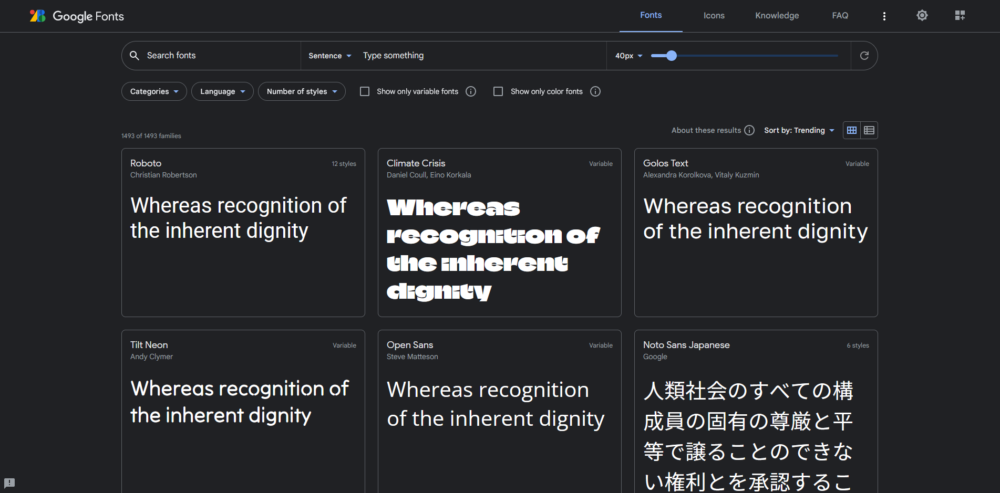 Google Fonts
Fonts
Icons
Knowledge
FAQ
Search fonts
Sentence
Type something
40px
Categories
Language
Number of styles
Show only variable fonts
Show only color fonts
1493 of 1493 families
About these results
Sort by: Trending
Roboto
12 styles
Christian Robertson
Whereas recognition of
the inherent dignity
Climate Crisis
Variable
Daniel Coull, Eino Korkala
Whereas
recognition of
the inherent
dignity
Golos Text
Variable
Alexandra Korolkova, Vitaly Kuzmin
Whereas recognition
of the inherent dignity
Tilt Neon
Variable
Andy Clymer
Whereas recognition of
the inherent dignity
Open Sans
Variable
Steve Matteson
Whereas recognition
of the inherent dignity
Noto Sans Japanese
6 styles
Google
人類社会のすべての構
成員の固有の尊厳と平
等で譲ることのできな
い権利とを承認するこ